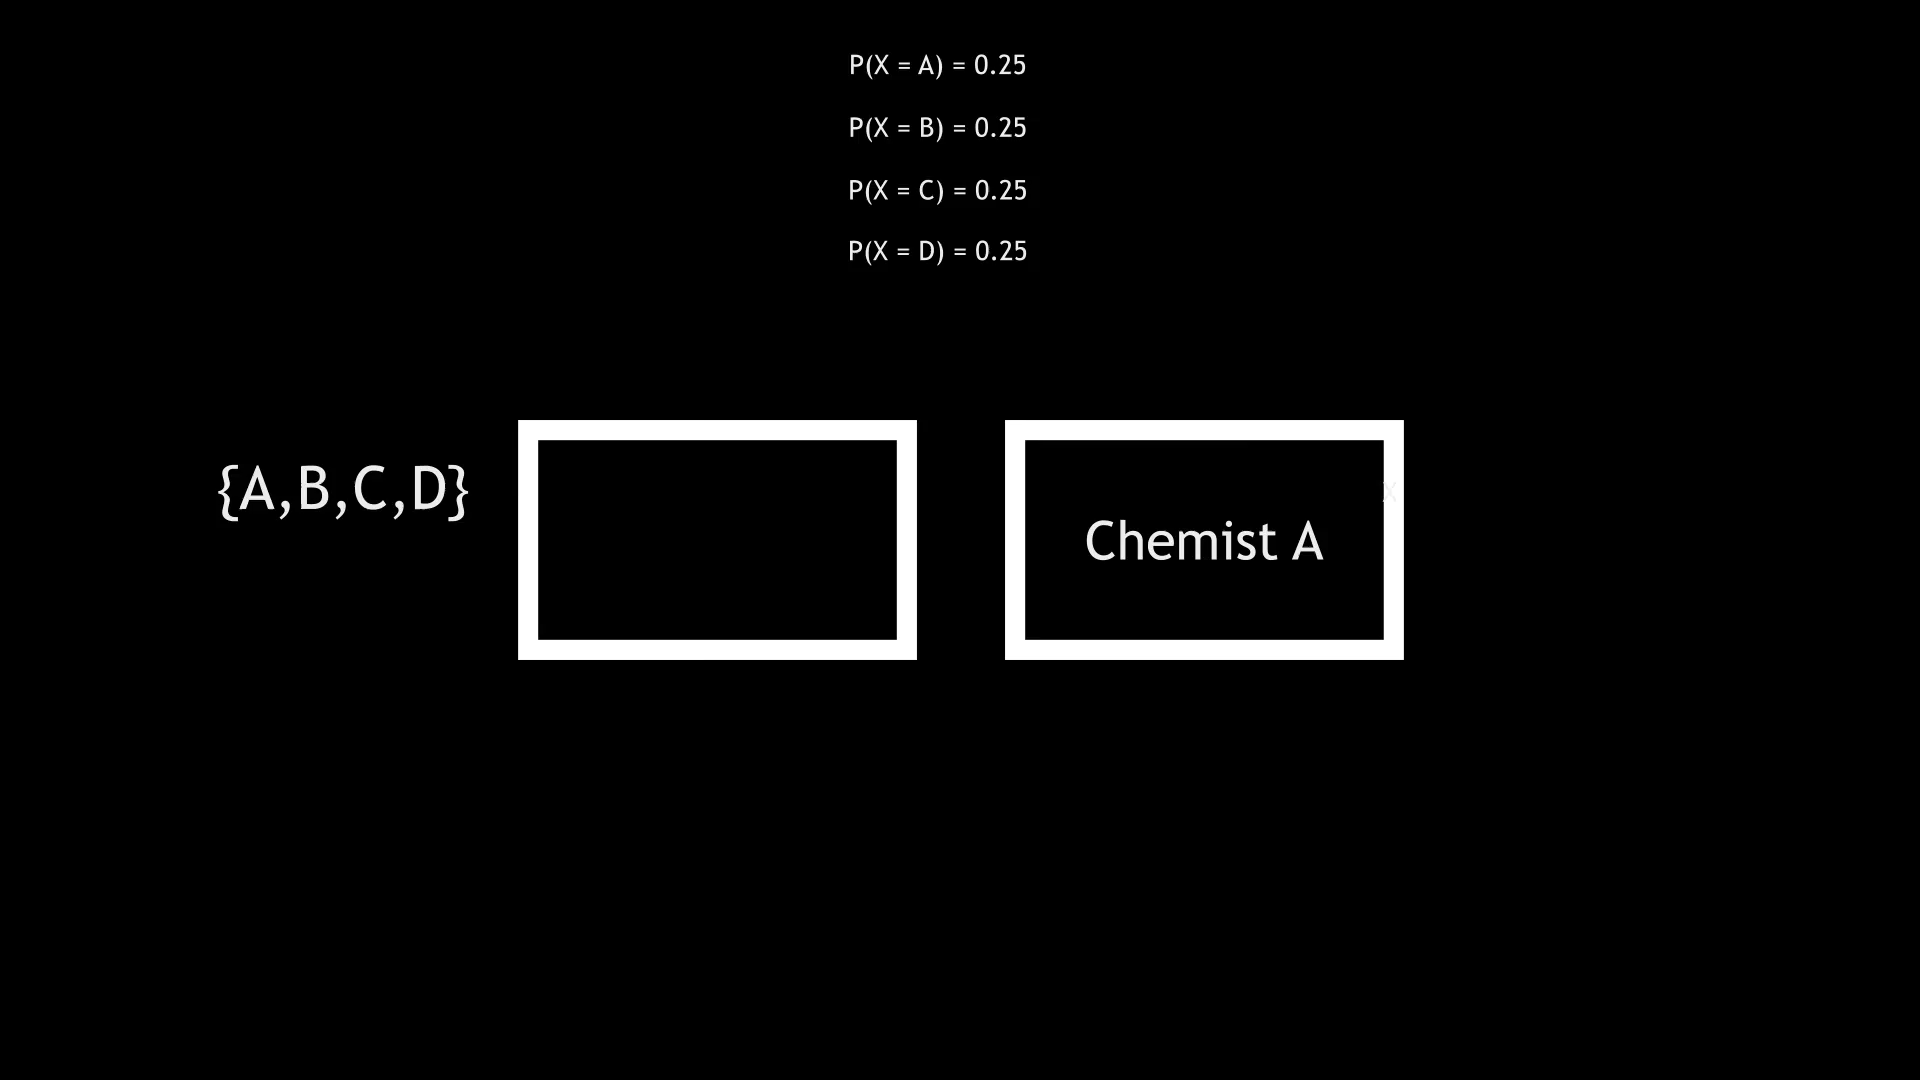 P(X = A) = 0.25
P(X = B) = 0.25
P(X = C) = 0.25
P(X = D) = 0.25
{A,B,C,D}
Chemist A
X